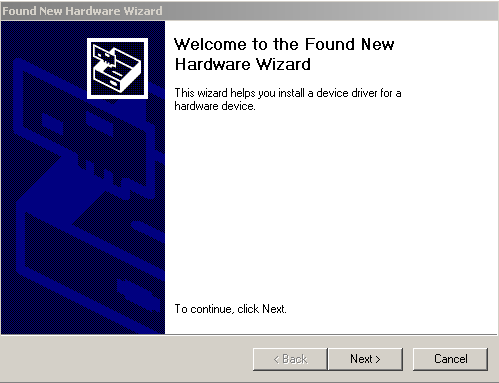 Found New Hardware Wizard
Welcome to the Found New
Hardware Wizard
This wizard helps you install a device driver for a
hardware device.
To continue, click Next.
< Back
Next >
Cancel